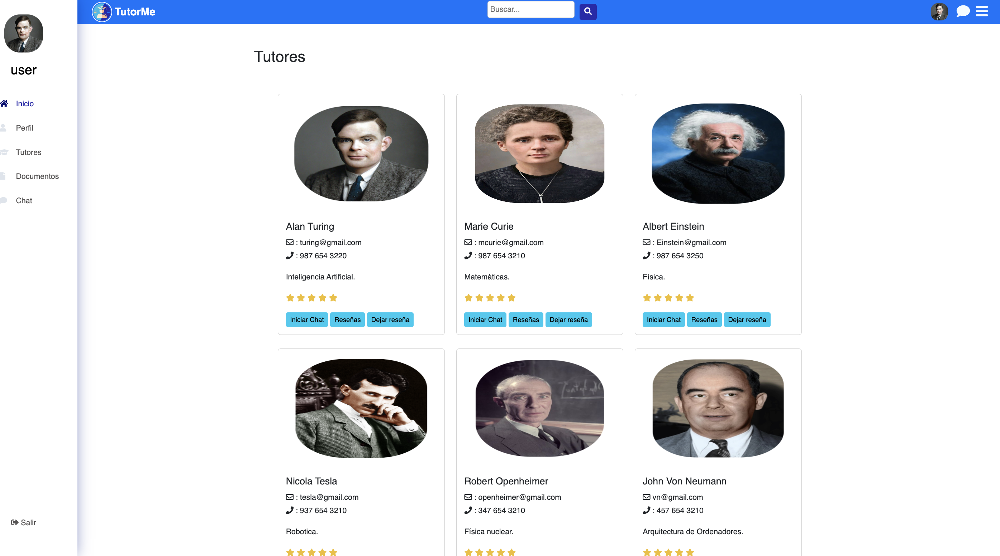 TutorMe
Buscar...
user
Inicio
Perfil
Tutores
Documentos
Chat
Salir
Tutores
Alan Turing
: turing@gmail.com
: 987 654 3220
Inteligencia Artificial.
Iniciar Chat Reseñas Dejar reseña
Marie Curie
: mcurie@gmail.com
: 987 654 3210
Matemáticas.
Iniciar Chat Reseñas Dejar reseña
Albert Einstein
: Einstein@gmail.com
: 987 654 3250
Física.
Iniciar Chat Reseñas Dejar reseña
Nicola Tesla
: tesla@gmail.com
: 937 654 3210
Robotica.
Robert Openheimer
: openheimer@gmail.com
: 347 654 3210
Física nuclear.
John Von Neumann
vn@gmail.com
: 457 654 3210
Arquitectura de Ordenadores.